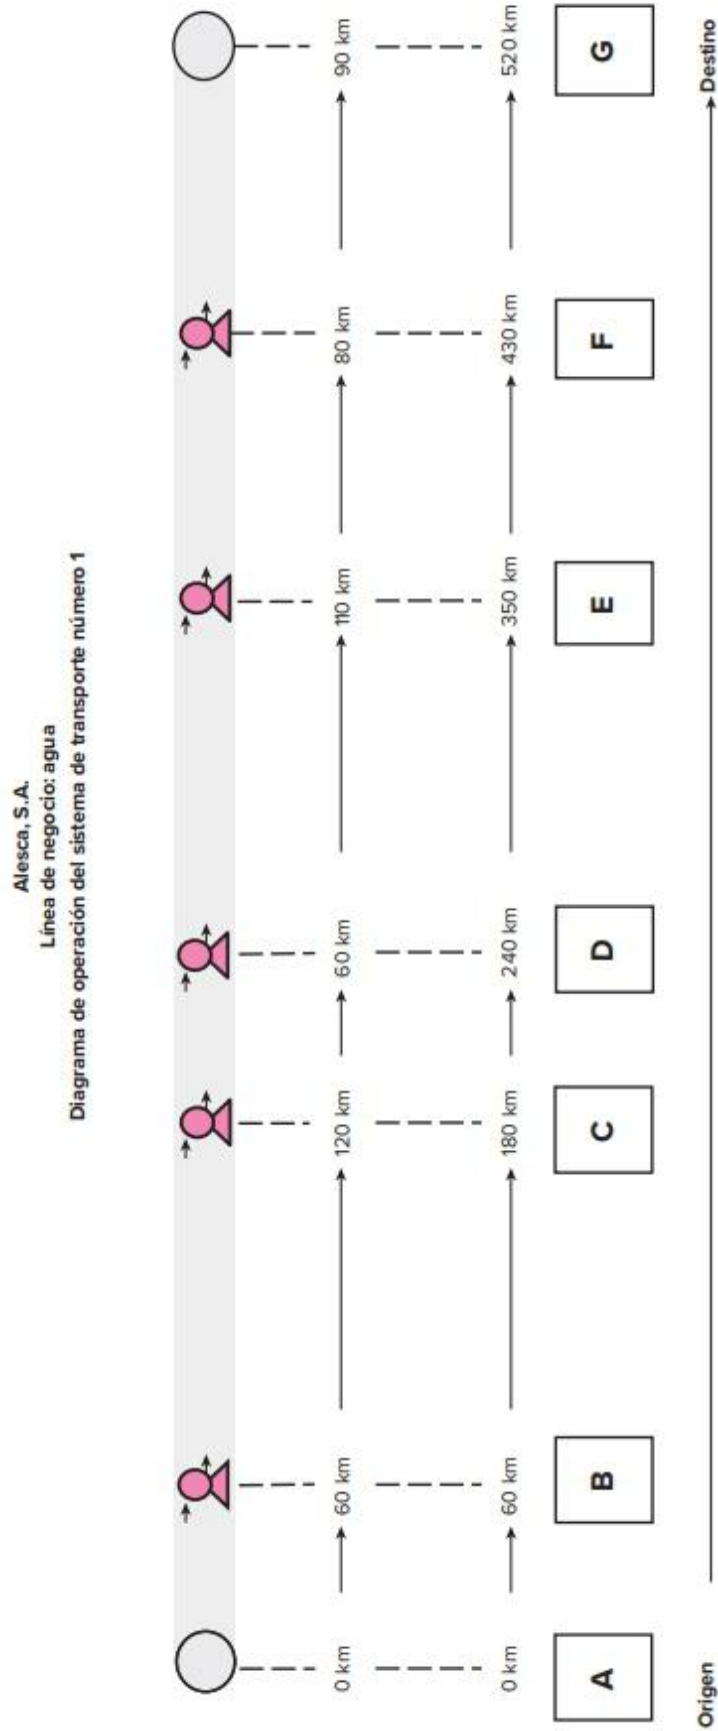 Alesca, S.A.
Línea de negocio: agua
Diagrama de operación del sistema de transporte número 1
0 km 60 km 120 km 60 km 110 km 80 km 90 km
0 km 60 km 180 km 240 km 350 km 430 km 520 km
A B C D E F G
Origen Destino